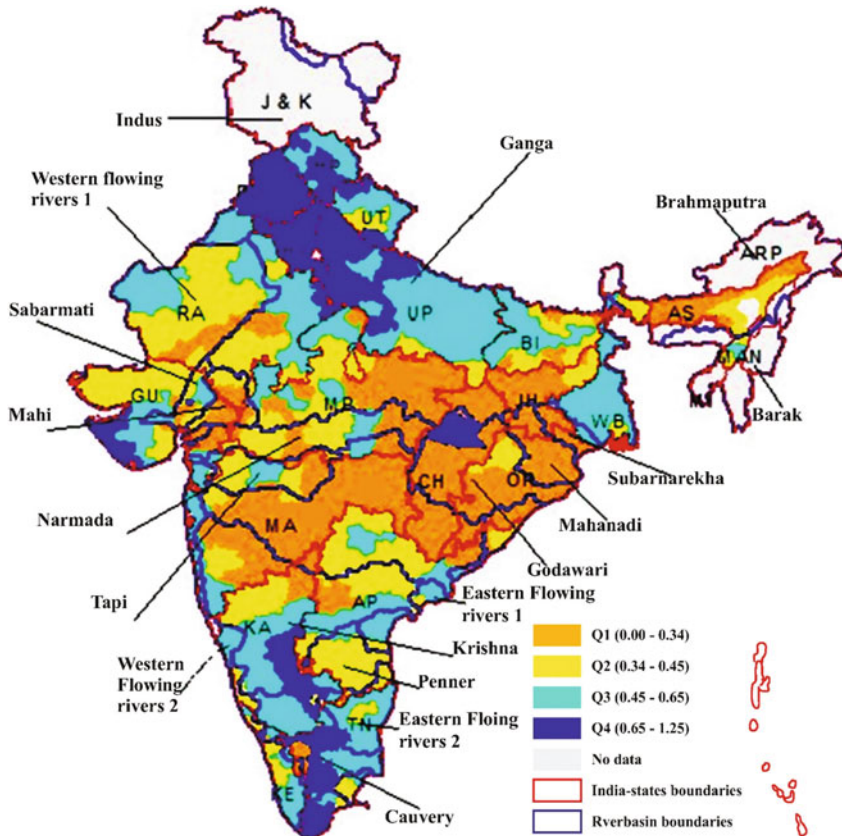 J & K
Indus
Ganga
Western flowing
rivers 1
UT
Brahmaputra
ARP
RA
UP
AS
Sabarmati
BI
GU
MP
JH
Mahi
WB
Barak
Subarnarekha
CH
OR
Narmada
MA
Mahanadi
Godawari
Tapi
AP
Eastern Flowing
rivers 1
KA
Krishna
Western
Flowing
rivers 2
Penner
TN
Eastern Floing
rivers 2
KE
Cauvery
Q1 (0.00 - 0.34)
Q2 (0.34 - 0.45)
Q3 (0.45 - 0.65)
Q4 (0.65 - 1.25)
No data
India-states boundaries
Rverbasin boundaries